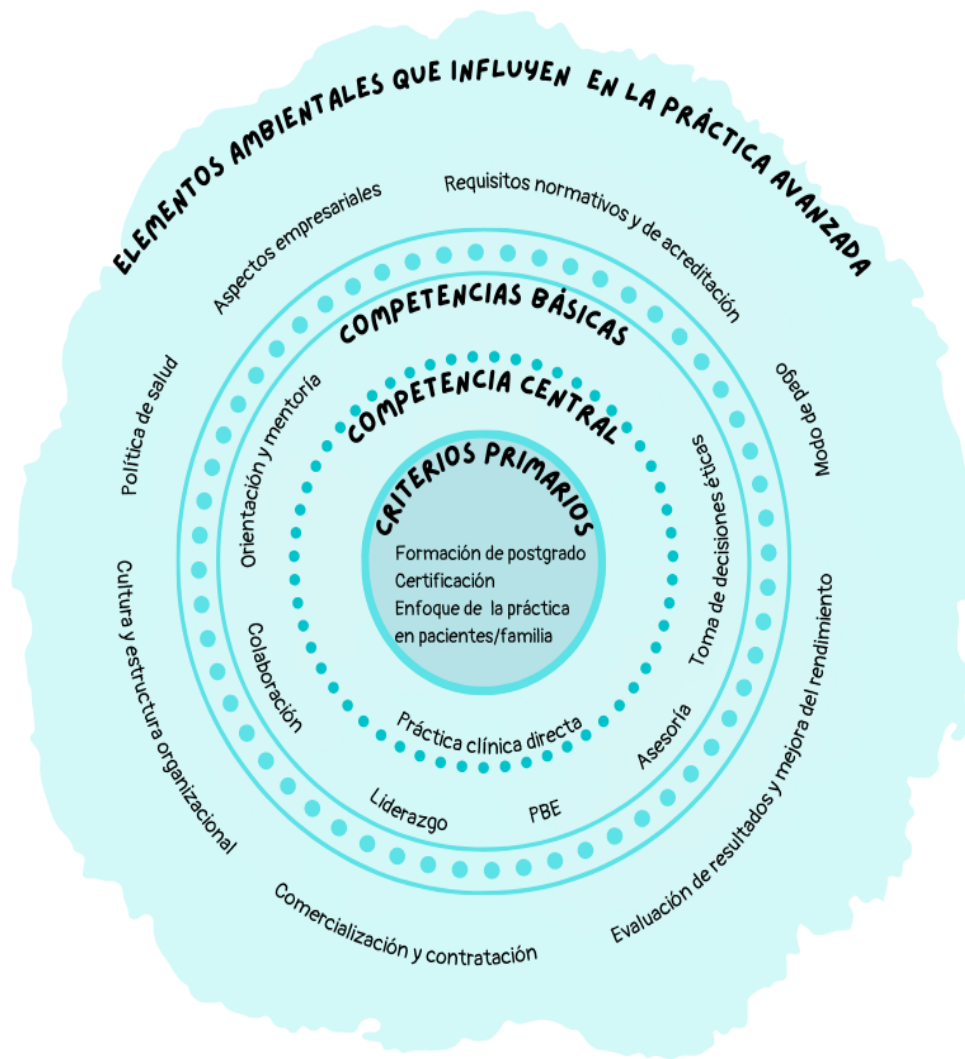 ELEMENTOS AMBIENTALES QUE INFLUYEN EN LA PRÁCTICA AVANZADA
Requisitos normativos y de acreditación
Aspectos empresariales
Modo de pago
Política de salud
Cultura y estructura organizacional
Evaluación de resultados y mejora del rendimiento
Comercialización y contratación
COMPETENCIAS BÁSICAS
Orientación y mentoría
Toma de decisiones éticas
Colaboración
Asesoría
Liderazgo
PBE
COMPETENCIA CENTRAL
Práctica clínica directa
CRITERIOS PRIMARIOS
Formación de postgrado
Certificación
Enfoque de la práctica
en pacientes/familia